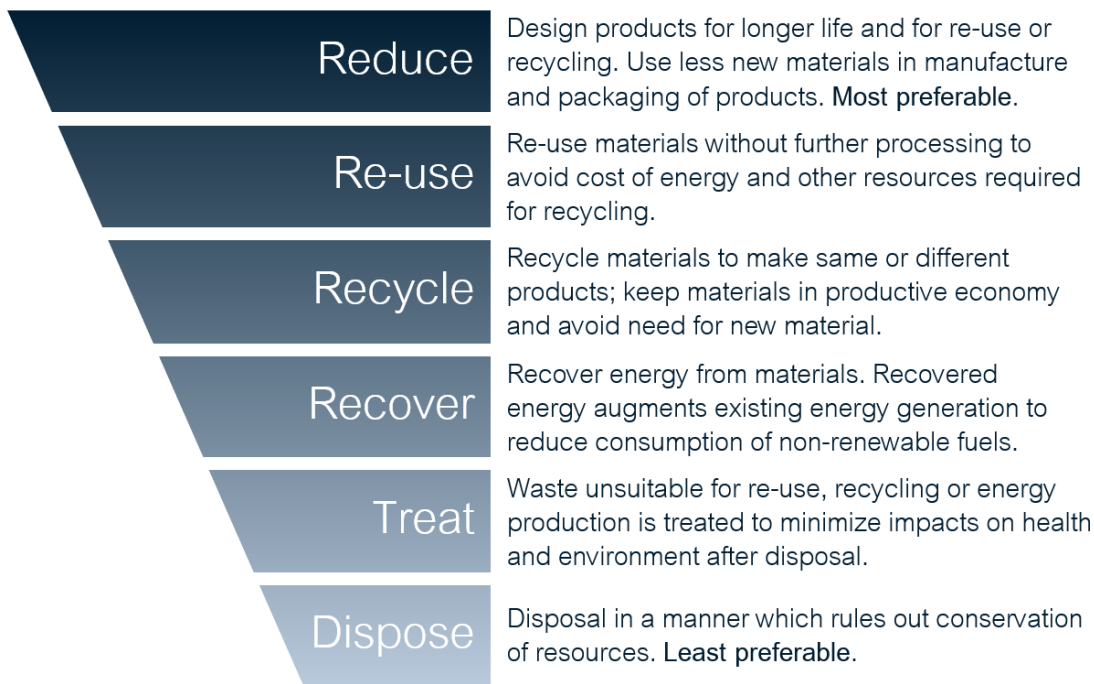 Reduce
Design products for longer life and for re-use or
recycling. Use less new materials in manufacture
and packaging of products. Most preferable.
Re-use
Re-use materials without further processing to
avoid cost of energy and other resources required
for recycling.
Recycle
Recycle materials to make same or different
products; keep materials in productive economy
and avoid need for new material.
Recover
Recover energy from materials. Recovered
energy augments existing energy generation to
reduce consumption of non-renewable fuels.
Treat
Waste unsuitable for re-use, recycling or energy
production is treated to minimize impacts on health
and environment after disposal.
Dispose
Disposal in a manner which rules out conservation
of resources. Least preferable.